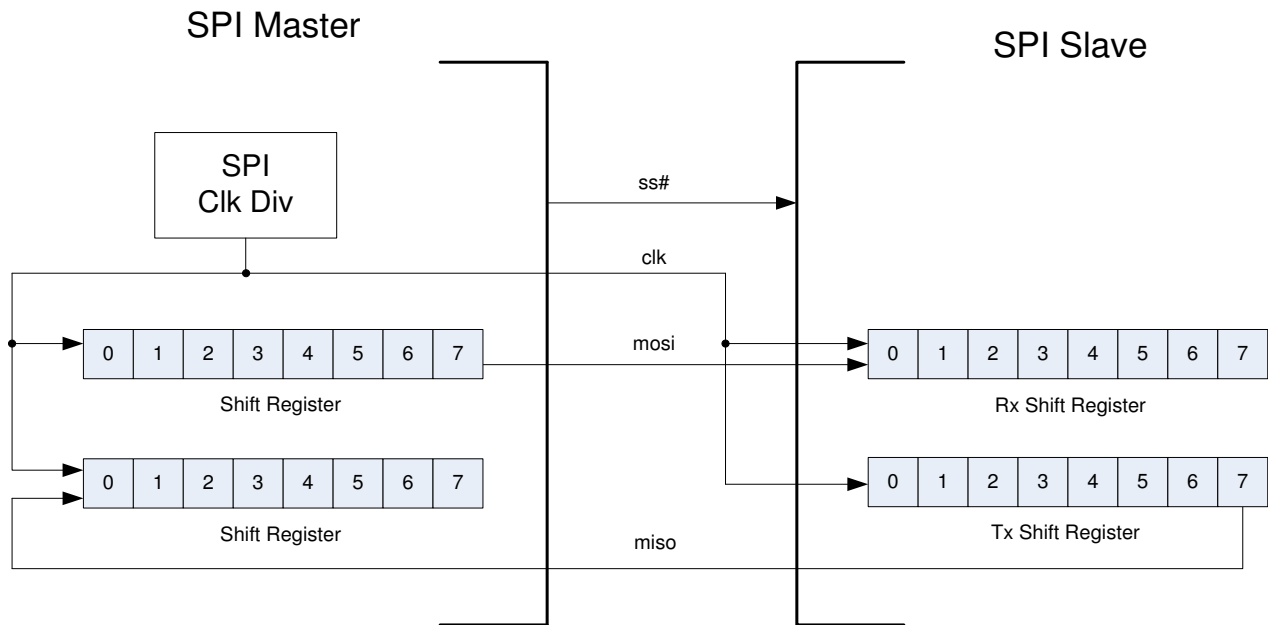 SPI Master
SPI Slave
SPI
Clk Div
ss#
clk
mosi
0 1 2 3 4 5 6 7
Shift Register
0 1 2 3 4 5 6 7
Rx Shift Register
0 1 2 3 4 5 6 7
Shift Register
0 1 2 3 4 5 6 7
Tx Shift Register
miso